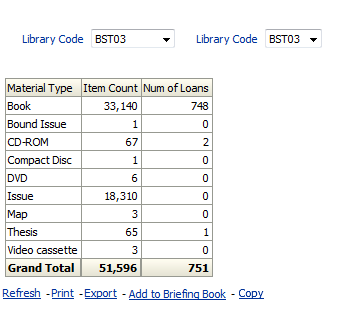 Library Code BST03 Library Code BST03
Material Type Item Count Num of Loans
Book 33,140 748
Bound Issue 1 0
CD-ROM 67 2
Compact Disc 1 0
DVD 6 0
Issue 18,310 0
Map 3 0
Thesis 65 1
Video cassette 3 0
Grand Total 51,596 751
Refresh - Print - Export - Add to Briefing Book - Copy